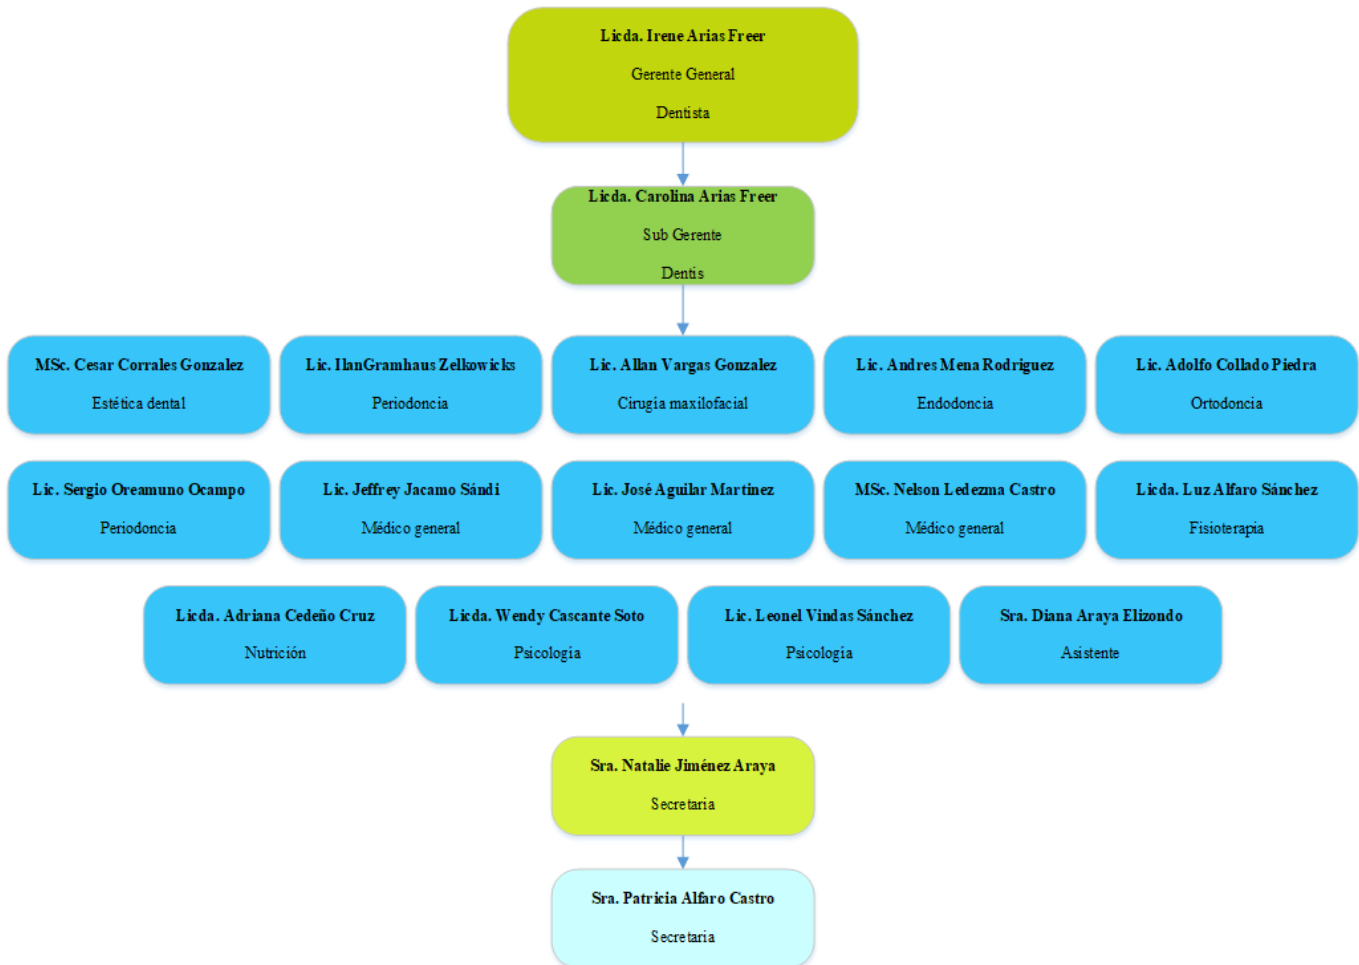 Licda. Irene Arias Freer
Gerente General
Dentista
Licda. Carolina Arias Freer
Sub Gerente
Dentis
MSc. Cesar Corrales Gonzalez
Estética dental
Lic. IlanGramhaus Zelkowicks
Periodoncia
Lic. Allan Vargas Gonzalez
Cirugía maxilofacial
Lic. Andres Mena Rodriguez
Endodoncia
Lic. Adolfo Collado Piedra
Ortodoncia
Lic. Sergio Oreamuno Ocampo
Periodoncia
Lic. Jeffrey Jacamo Sándi
Médico general
Lic. José Aguilar Martinez
Médico general
MSc. Nelson Ledezma Castro
Médico general
Licda. Luz Alfaro Sánchez
Fisioterapia
Licda. Adriana Cedeño Cruz
Nutrición
Licda. Wendy Cascante Soto
Psicología
Lic. Leonel Vindas Sánchez
Psicología
Sra. Diana Araya Elizondo
Asistente
Sra. Natalie Jiménez Araya
Secretaria
Sra. Patricia Alfaro Castro
Secretaria